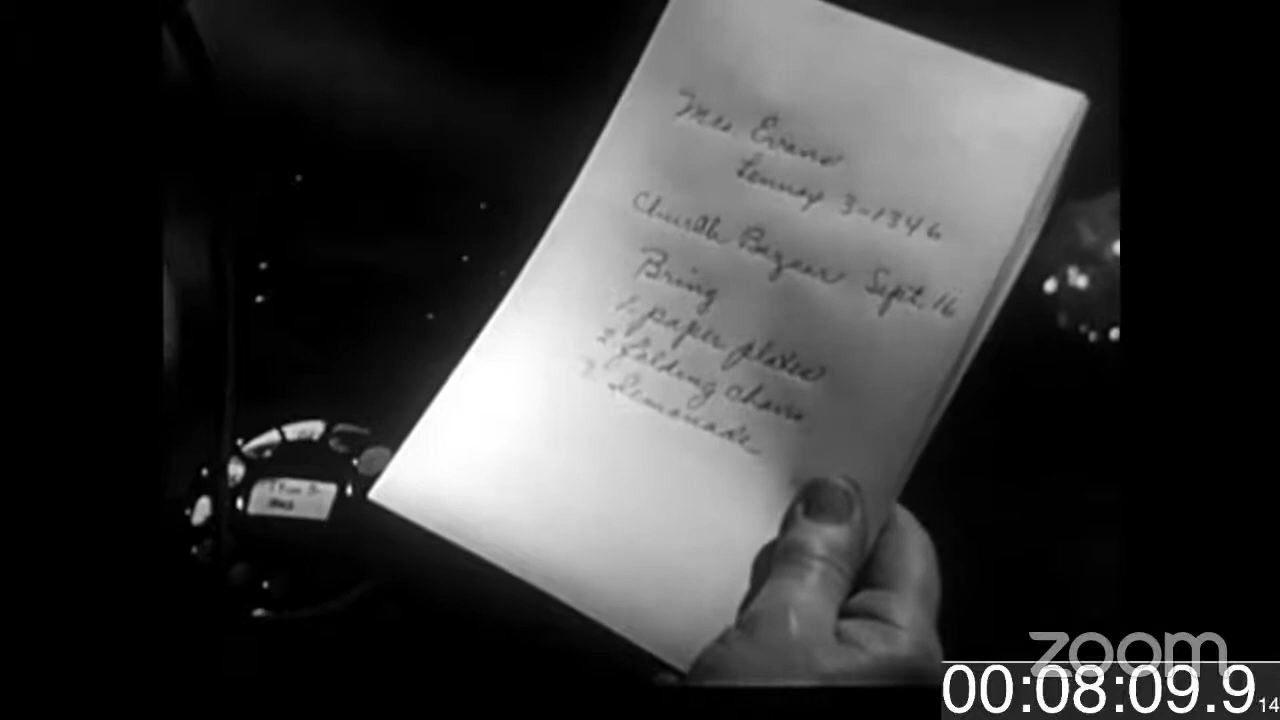 Mrs Evans
Lennox 3-1346
Church Bazaar Sept. 16
Bring
1. paper plates
2 folding chairs
3 Lemonade
zoom
00:08:09.914